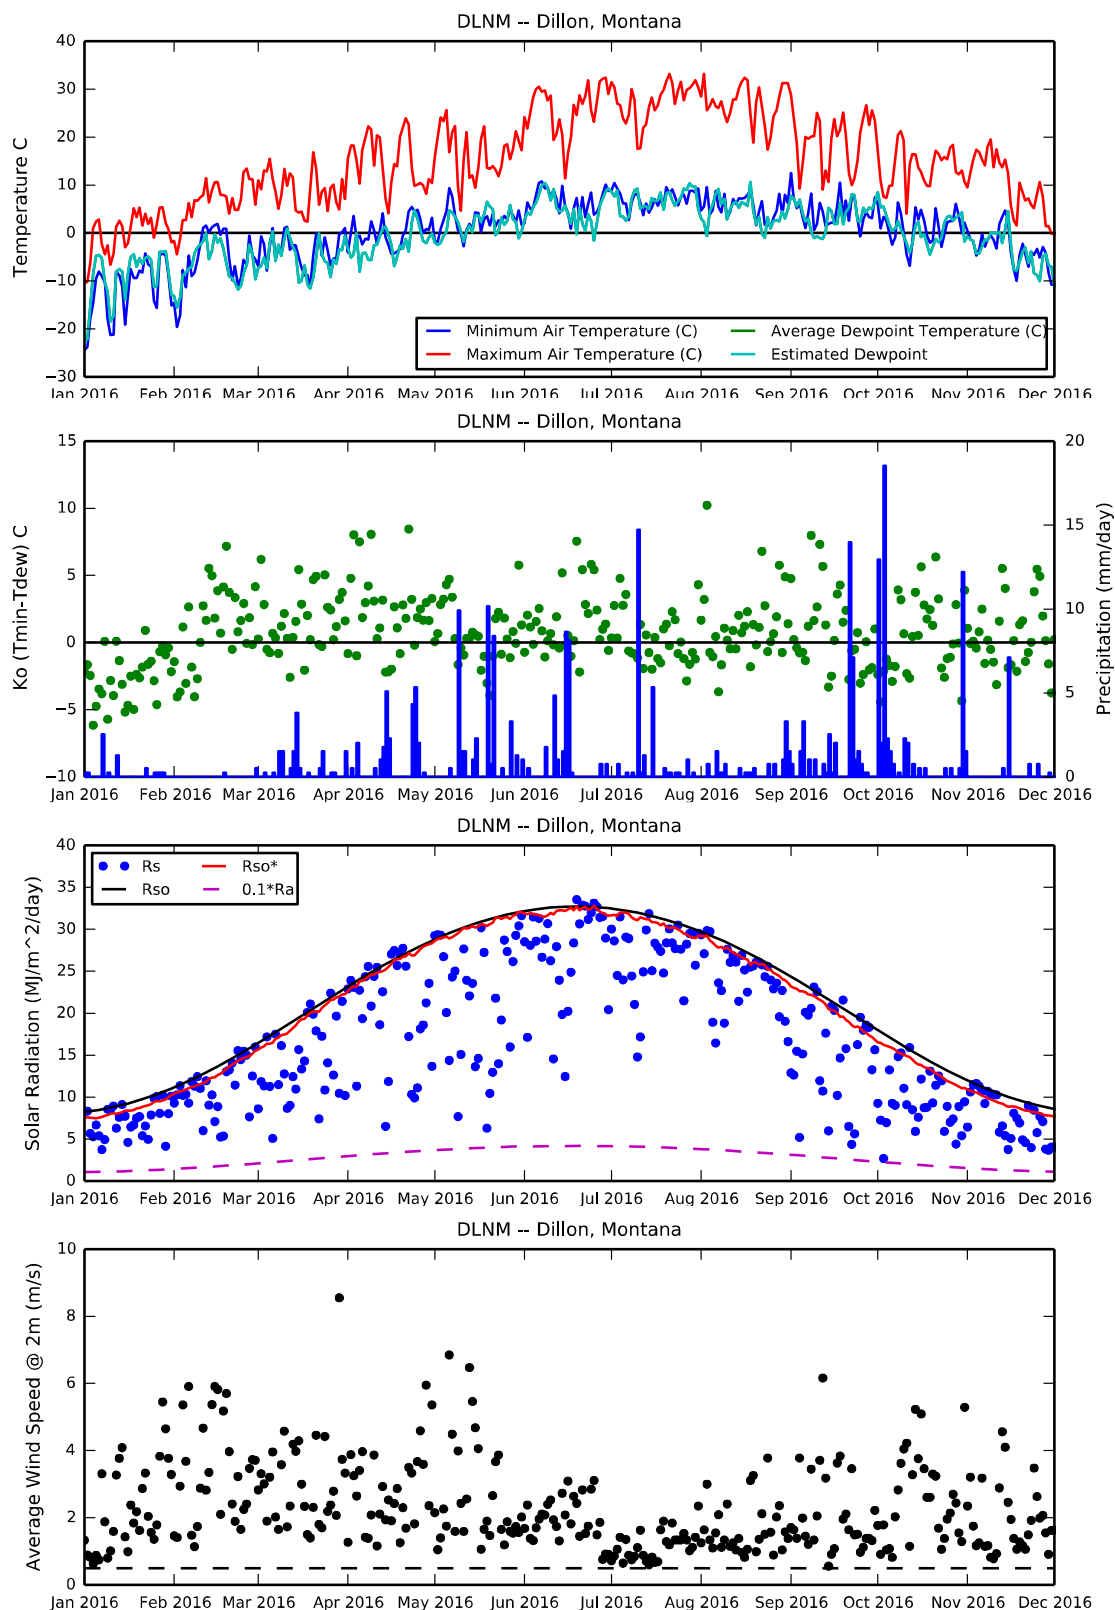 DLNM -- Dillon, Montana
Temperature C
40
30
20
10
0
−10
−20
−30
Minimum Air Temperature (C)
Maximum Air Temperature (C)
Average Dewpoint Temperature (C)
Estimated Dewpoint
Jan 2016 Feb 2016 Mar 2016 Apr 2016 May 2016 Jun 2016 Jul 2016 Aug 2016 Sep 2016 Oct 2016 Nov 2016 Dec 2016
DLNM -- Dillon, Montana
Ko (Tmin-Tdew) C
15
10
5
0
−5
−10
20
15
10
5
0
Precipitation (mm/day)
Jan 2016 Feb 2016 Mar 2016 Apr 2016 May 2016 Jun 2016 Jul 2016 Aug 2016 Sep 2016 Oct 2016 Nov 2016 Dec 2016
DLNM -- Dillon, Montana
Solar Radiation (MJ/m^2/day)
40
35
30
25
20
15
10
5
0
Rs
Rso
Rso*
0.1*Ra
Jan 2016 Feb 2016 Mar 2016 Apr 2016 May 2016 Jun 2016 Jul 2016 Aug 2016 Sep 2016 Oct 2016 Nov 2016 Dec 2016
DLNM -- Dillon, Montana
Average Wind Speed @ 2m (m/s)
10
8
6
4
2
0
Jan 2016 Feb 2016 Mar 2016 Apr 2016 May 2016 Jun 2016 Jul 2016 Aug 2016 Sep 2016 Oct 2016 Nov 2016 Dec 2016